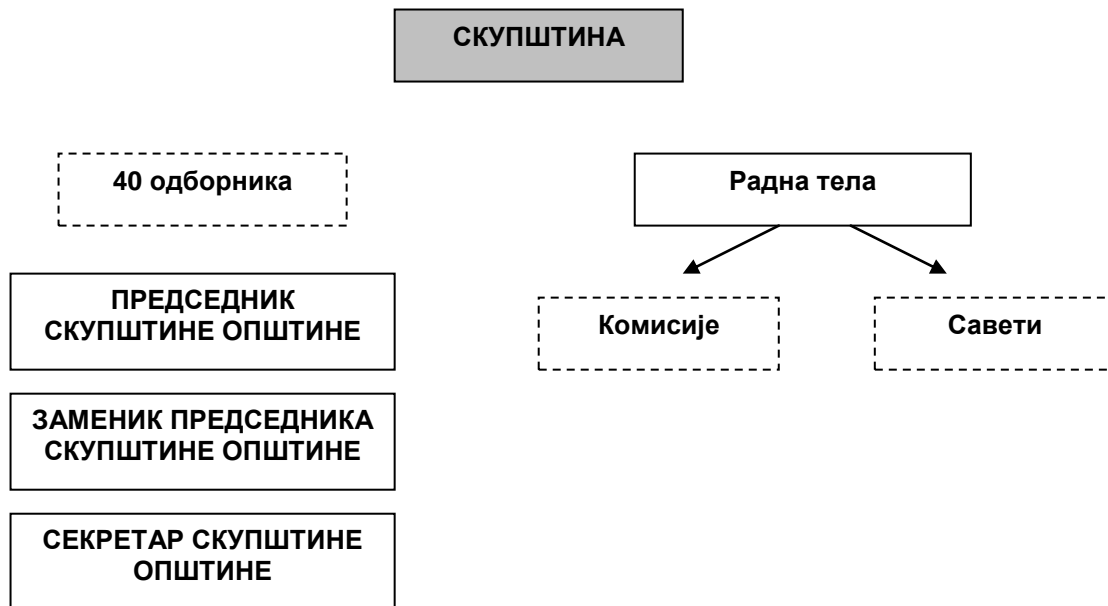 СКУПШТИНА
40 одборника
Радна тела
ПРЕДСЕДНИК
СКУПШТИНЕ ОПШТИНЕ
Комисије
Савети
ЗАМЕНИК ПРЕДСЕДНИКА
СКУПШТИНЕ ОПШТИНЕ
СЕКРЕТАР СКУПШТИНЕ
ОПШТИНЕ